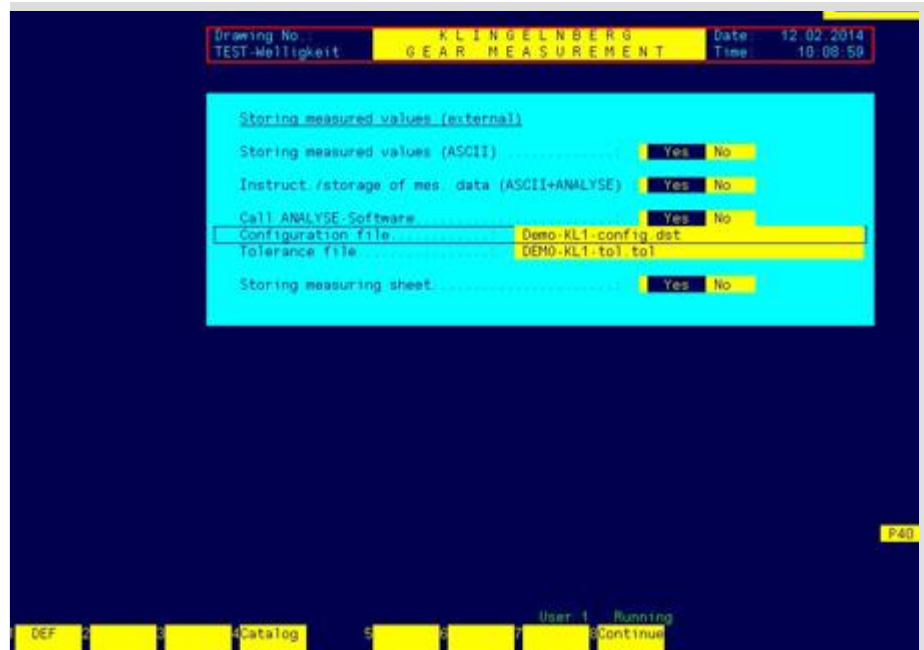 Drawing No.: KLINGELNBERG Date: 12.02.2014
TEST-Welligkeit GEAR MEASUREMENT Time: 10:08:59
Storing measured values (external)
Storing measured values (ASCII) ..............: Yes No
Instruct./storage of mes. data (ASCII+ANALYSE) : Yes No
Call ANALYSE-Software..........................: Yes No
Configuration file.............: Demo-KL1-config.dst
Tolerance file.................: DEMO-KL1-tol.tol
Storing measuring sheet........................: Yes No
P40
User 1 Running
1 DEF 2 3 4 Catalog 5 6 7 8 Continue